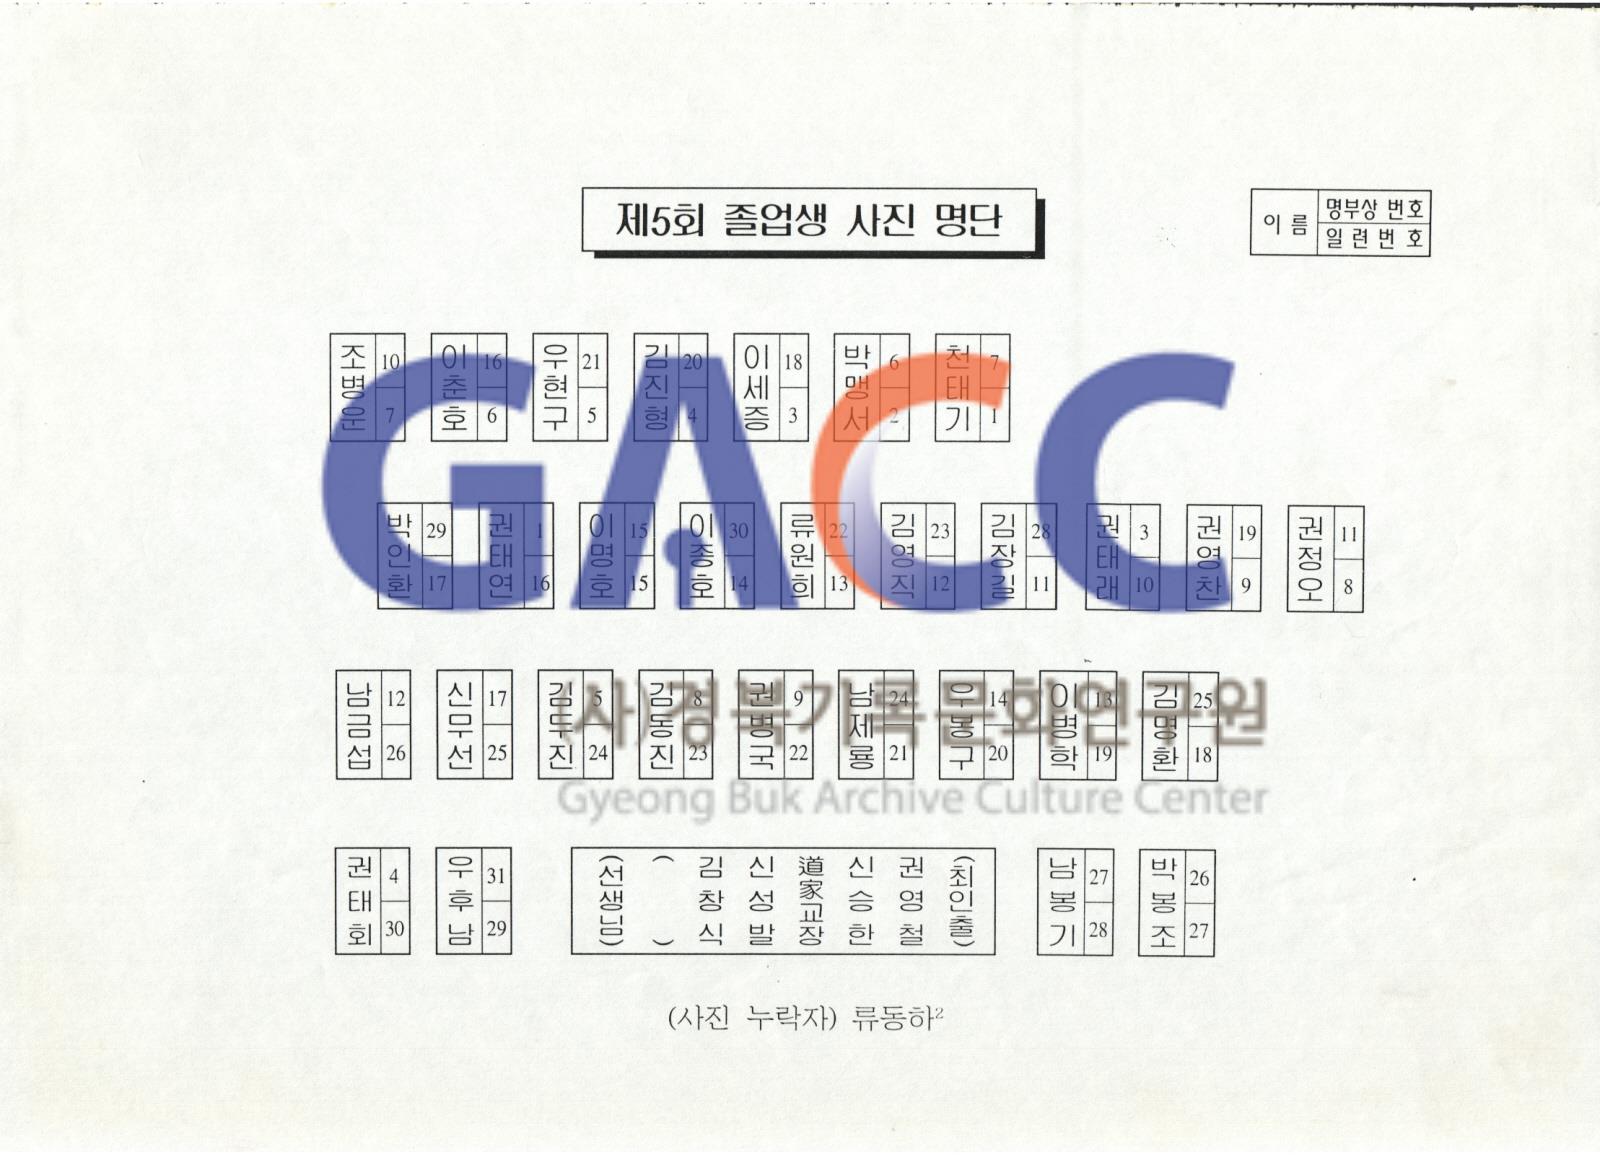 제5회 졸업생 사진 명단
이름 명부상 번호
일련번호
조병운 10 7
이춘호 16 6
우현구 21 5
김진형 20 4
이세증 18 3
박맹서 6 2
천태기 7 1
박인환 29 17
권태연 1 16
이명호 15 15
이종호 30 14
류원희 22 13
김영직 23 12
김장길 28 11
권태래 3 10
권영찬 19 9
권정오 11 8
남금섭 12 26
신무선 17 25
김두진 5 24
김동진 8 23
권병국 9 22
남제룡 24 21
우봉구 14 20
이병학 13 19
김명환 25 18
권태회 4 30
우후남 31 29
(선생님)
( )
김창식
신성발
道家교장
신승한
권영철
(최인출)
남봉기 27 28
박봉조 26 27
(사진 누락자) 류동하2
GACC
(사)경북기록문화연구원
Gyeong Buk Archive Culture Center